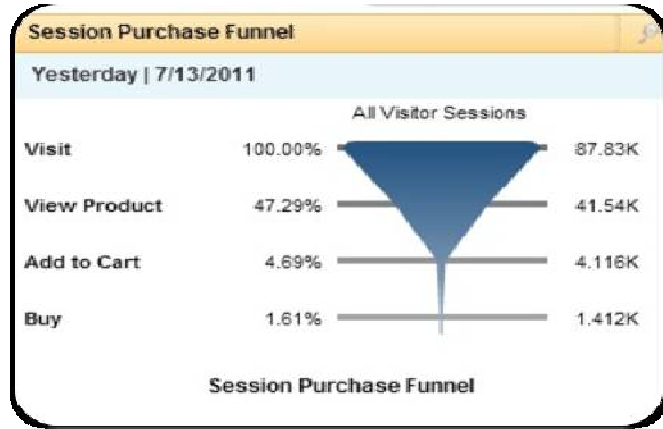 Session Purchase Funnel
Yesterday | 7/13/2011
All Visitor Sessions
Visit 100.00% 87.83K
View Product 47.29% 41.54K
Add to Cart 4.69% 4.116K
Buy 1.61% 1.412K
Session Purchase Funnel